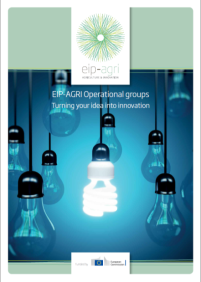 eip-agri
EIP-AGRI Operational groups
Turning your idea into innovation